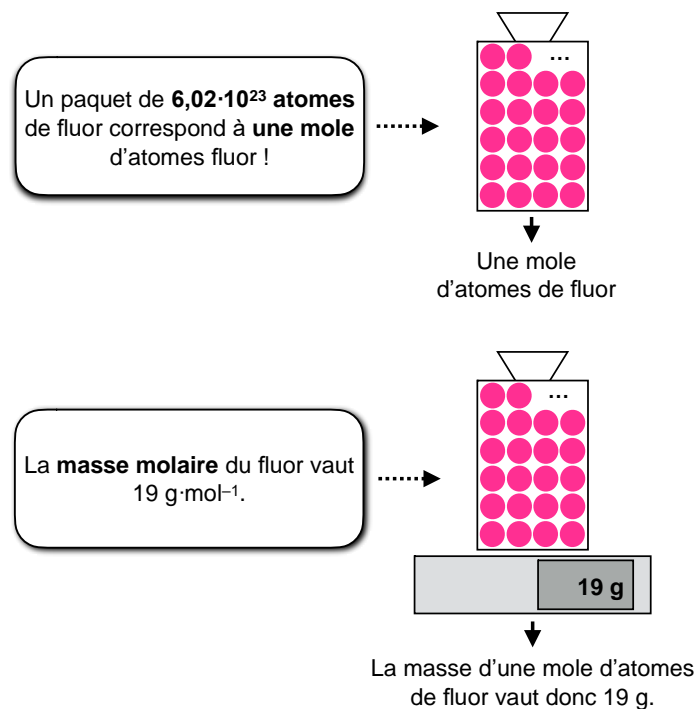 Un paquet de 6,02·10²³ atomes
de fluor correspond à une mole
d’atomes fluor !
...
Une mole
d’atomes de fluor
La masse molaire du fluor vaut
19 g·mol⁻¹.
...
19 g
La masse d’une mole d’atomes
de fluor vaut donc 19 g.